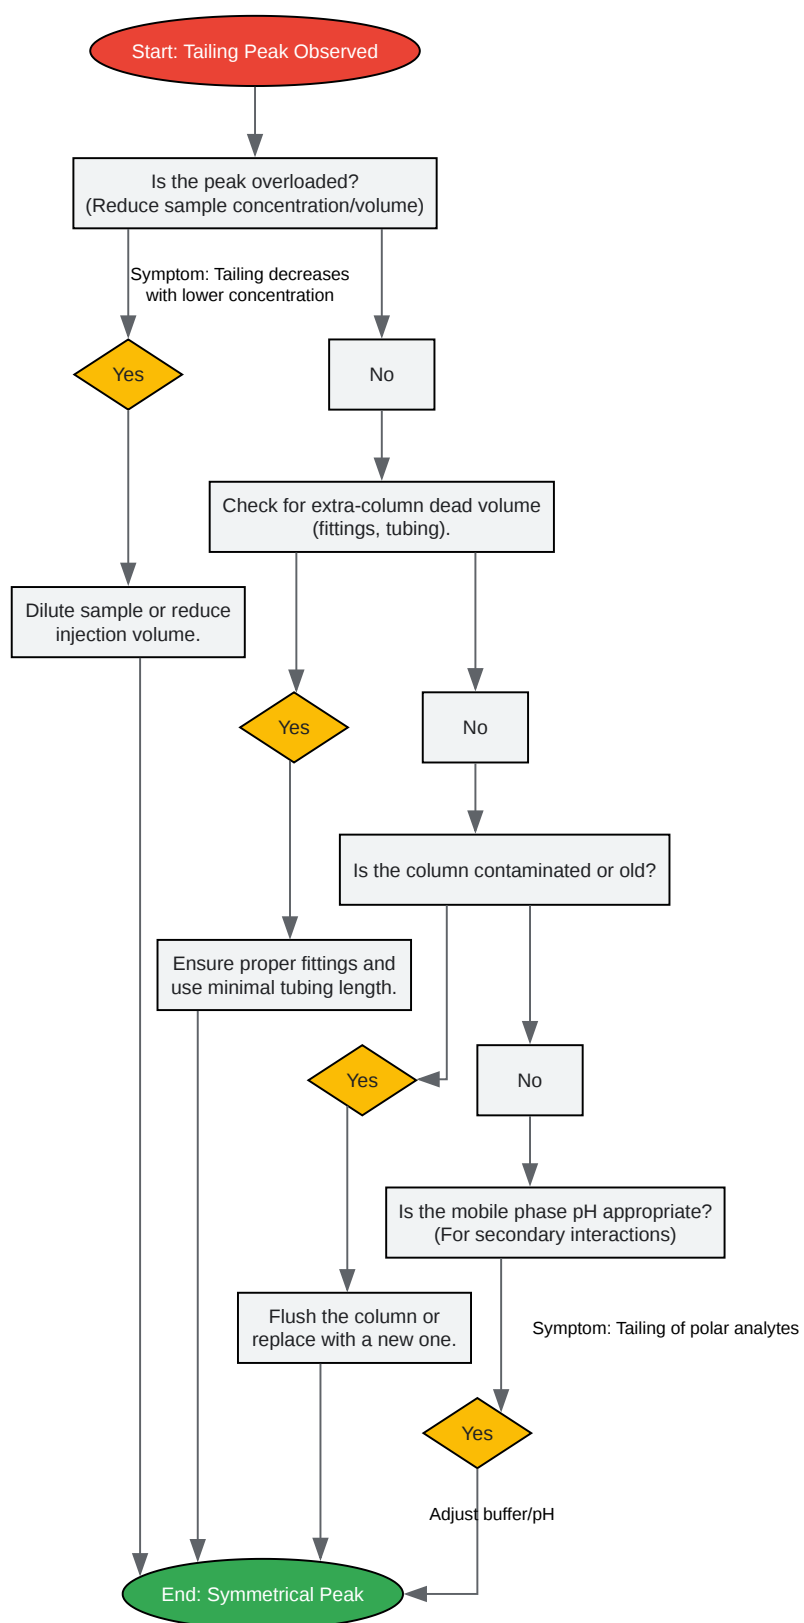 Start: Tailing Peak Observed
Is the peak overloaded?
(Reduce sample concentration/volume)
Symptom: Tailing decreases
with lower concentration
Yes
No
Check for extra-column dead volume
(fittings, tubing).
Dilute sample or reduce
injection volume.
Yes
No
Is the column contaminated or old?
Ensure proper fittings and
use minimal tubing length.
Yes
No
Is the mobile phase pH appropriate?
(For secondary interactions)
Flush the column or
replace with a new one.
Symptom: Tailing of polar analytes
Yes
Adjust buffer/pH
End: Symmetrical Peak